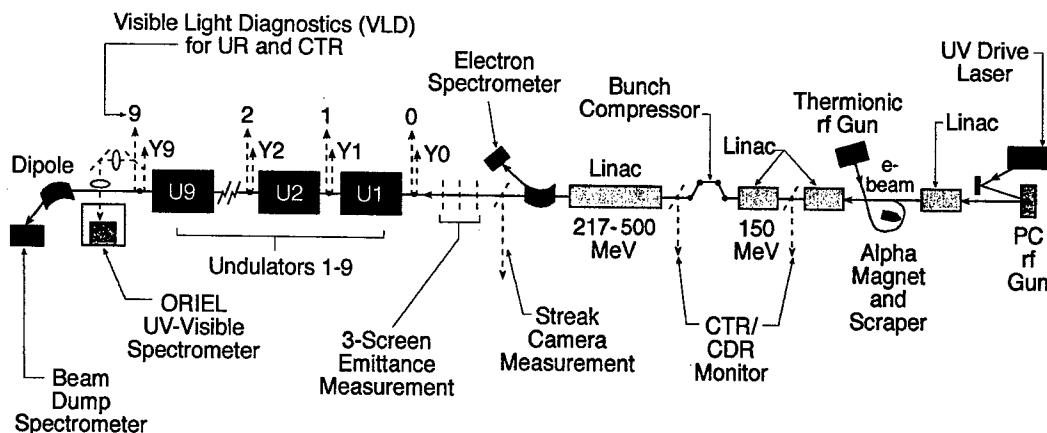 Visible Light Diagnostics (VLD)
for UR and CTR
9
2
1
0
Y9
Y2
Y1
Y0
Dipole
U9
U2
U1
Undulators 1-9
ORIEL
UV-Visible
Spectrometer
Beam
Dump
Spectrometer
3-Screen
Emittance
Measurement
Electron
Spectrometer
Streak
Camera
Measurement
Linac
217-500
MeV
Bunch
Compressor
Linac
150
MeV
CTR/
CDR
Monitor
Thermionic
rf Gun
e-
beam
Alpha
Magnet
and
Scraper
Linac
UV Drive
Laser
PC
rf
Gun